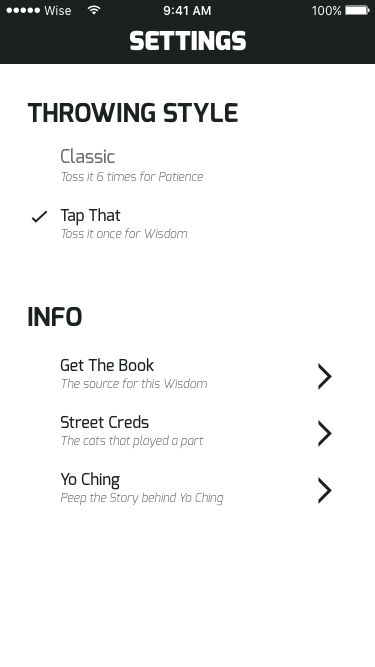 Wise 9:41 AM 100%
SETTINGS
THROWING STYLE
Classic
Toss it 6 times for Patience
Tap That
Toss it once for Wisdom
INFO
Get The Book
The source for this Wisdom
Street Creds
The cats that played a part
Yo Ching
Peep the Story behind Yo Ching